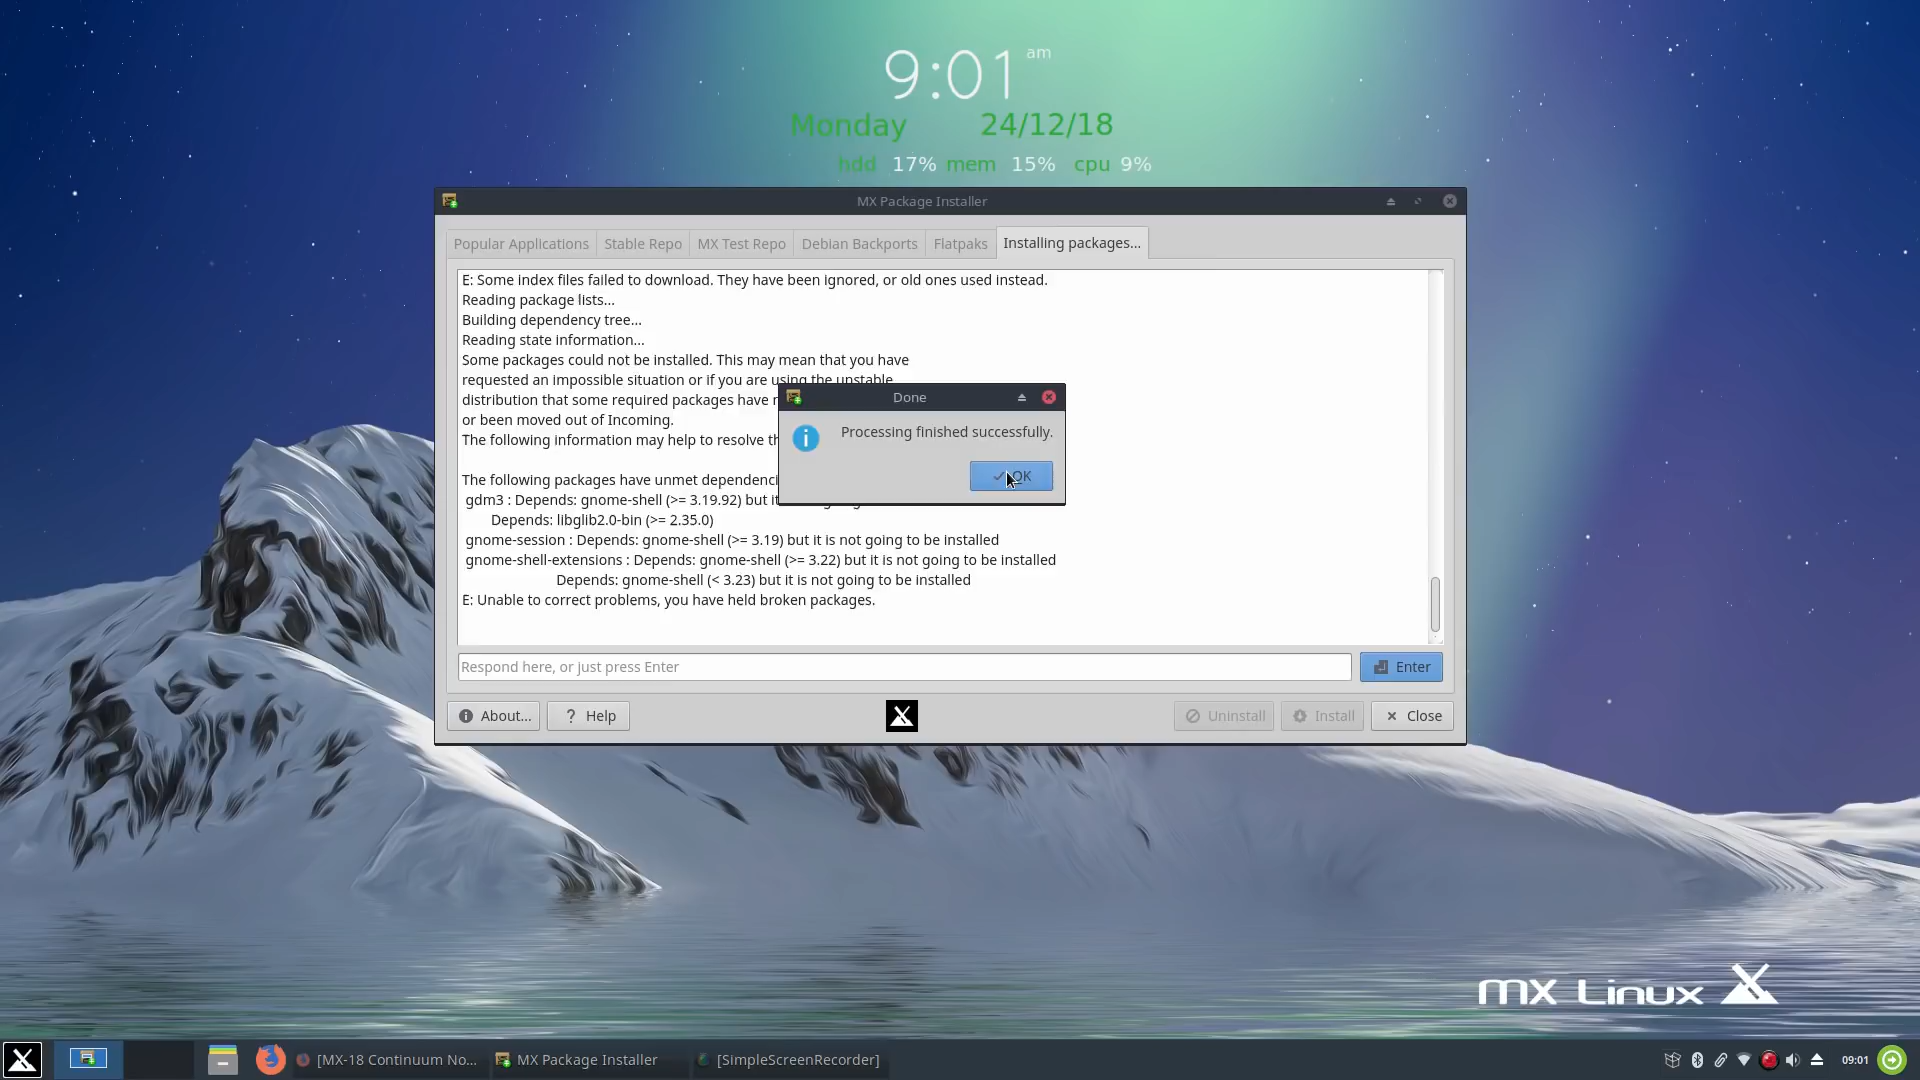 9:01 am
Monday 24/12/18
hdd 17% mem 15% cpu 9%
MX Package Installer
Popular Applications
Stable Repo
MX Test Repo
Debian Backports
Flatpaks
Installing packages...
E: Some index files failed to download. They have been ignored, or old ones used instead.
Reading package lists...
Building dependency tree...
Reading state information...
Some packages could not be installed. This may mean that you have
requested an impossible situation or if you are using the unstable
distribution that some required packages have
or been moved out of Incoming.
The following information may help to resolve
The following packages have unmet
gdm3 : Depends: gnome-shell (>= 3.19.92) but
Depends: libglib2.0-bin (>= 2.35.0)
gnome-session : Depends: gnome-shell (>= 3.19) but it is not going to be installed
gnome-shell-extensions : Depends: gnome-shell (>= 3.22) but it is not going to be installed
Depends: gnome-shell (< 3.23) but it is not going to be installed
E: Unable to correct problems, you have held broken packages.
Done
Processing finished successfully.
OK
Respond here, or just press Enter
Enter
About...
Help
Uninstall
Install
Close
mx Linux
[MX-18 Continuum No...
MX Package Installer
[SimpleScreenRecorder]
09:01